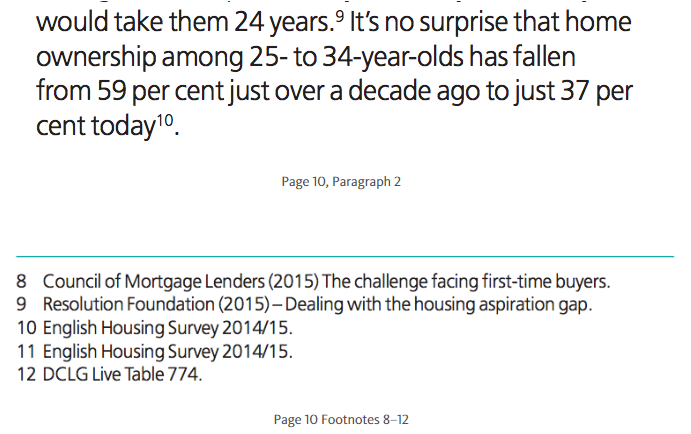 would take them 24 years.⁹ It’s no surprise that home
ownership among 25- to 34-year-olds has fallen
from 59 per cent just over a decade ago to just 37 per
cent today¹⁰.
Page 10, Paragraph 2
8 Council of Mortgage Lenders (2015) The challenge facing first-time buyers.
9 Resolution Foundation (2015) – Dealing with the housing aspiration gap.
10 English Housing Survey 2014/15.
11 English Housing Survey 2014/15.
12 DCLG Live Table 774.
Page 10 Footnotes 8–12